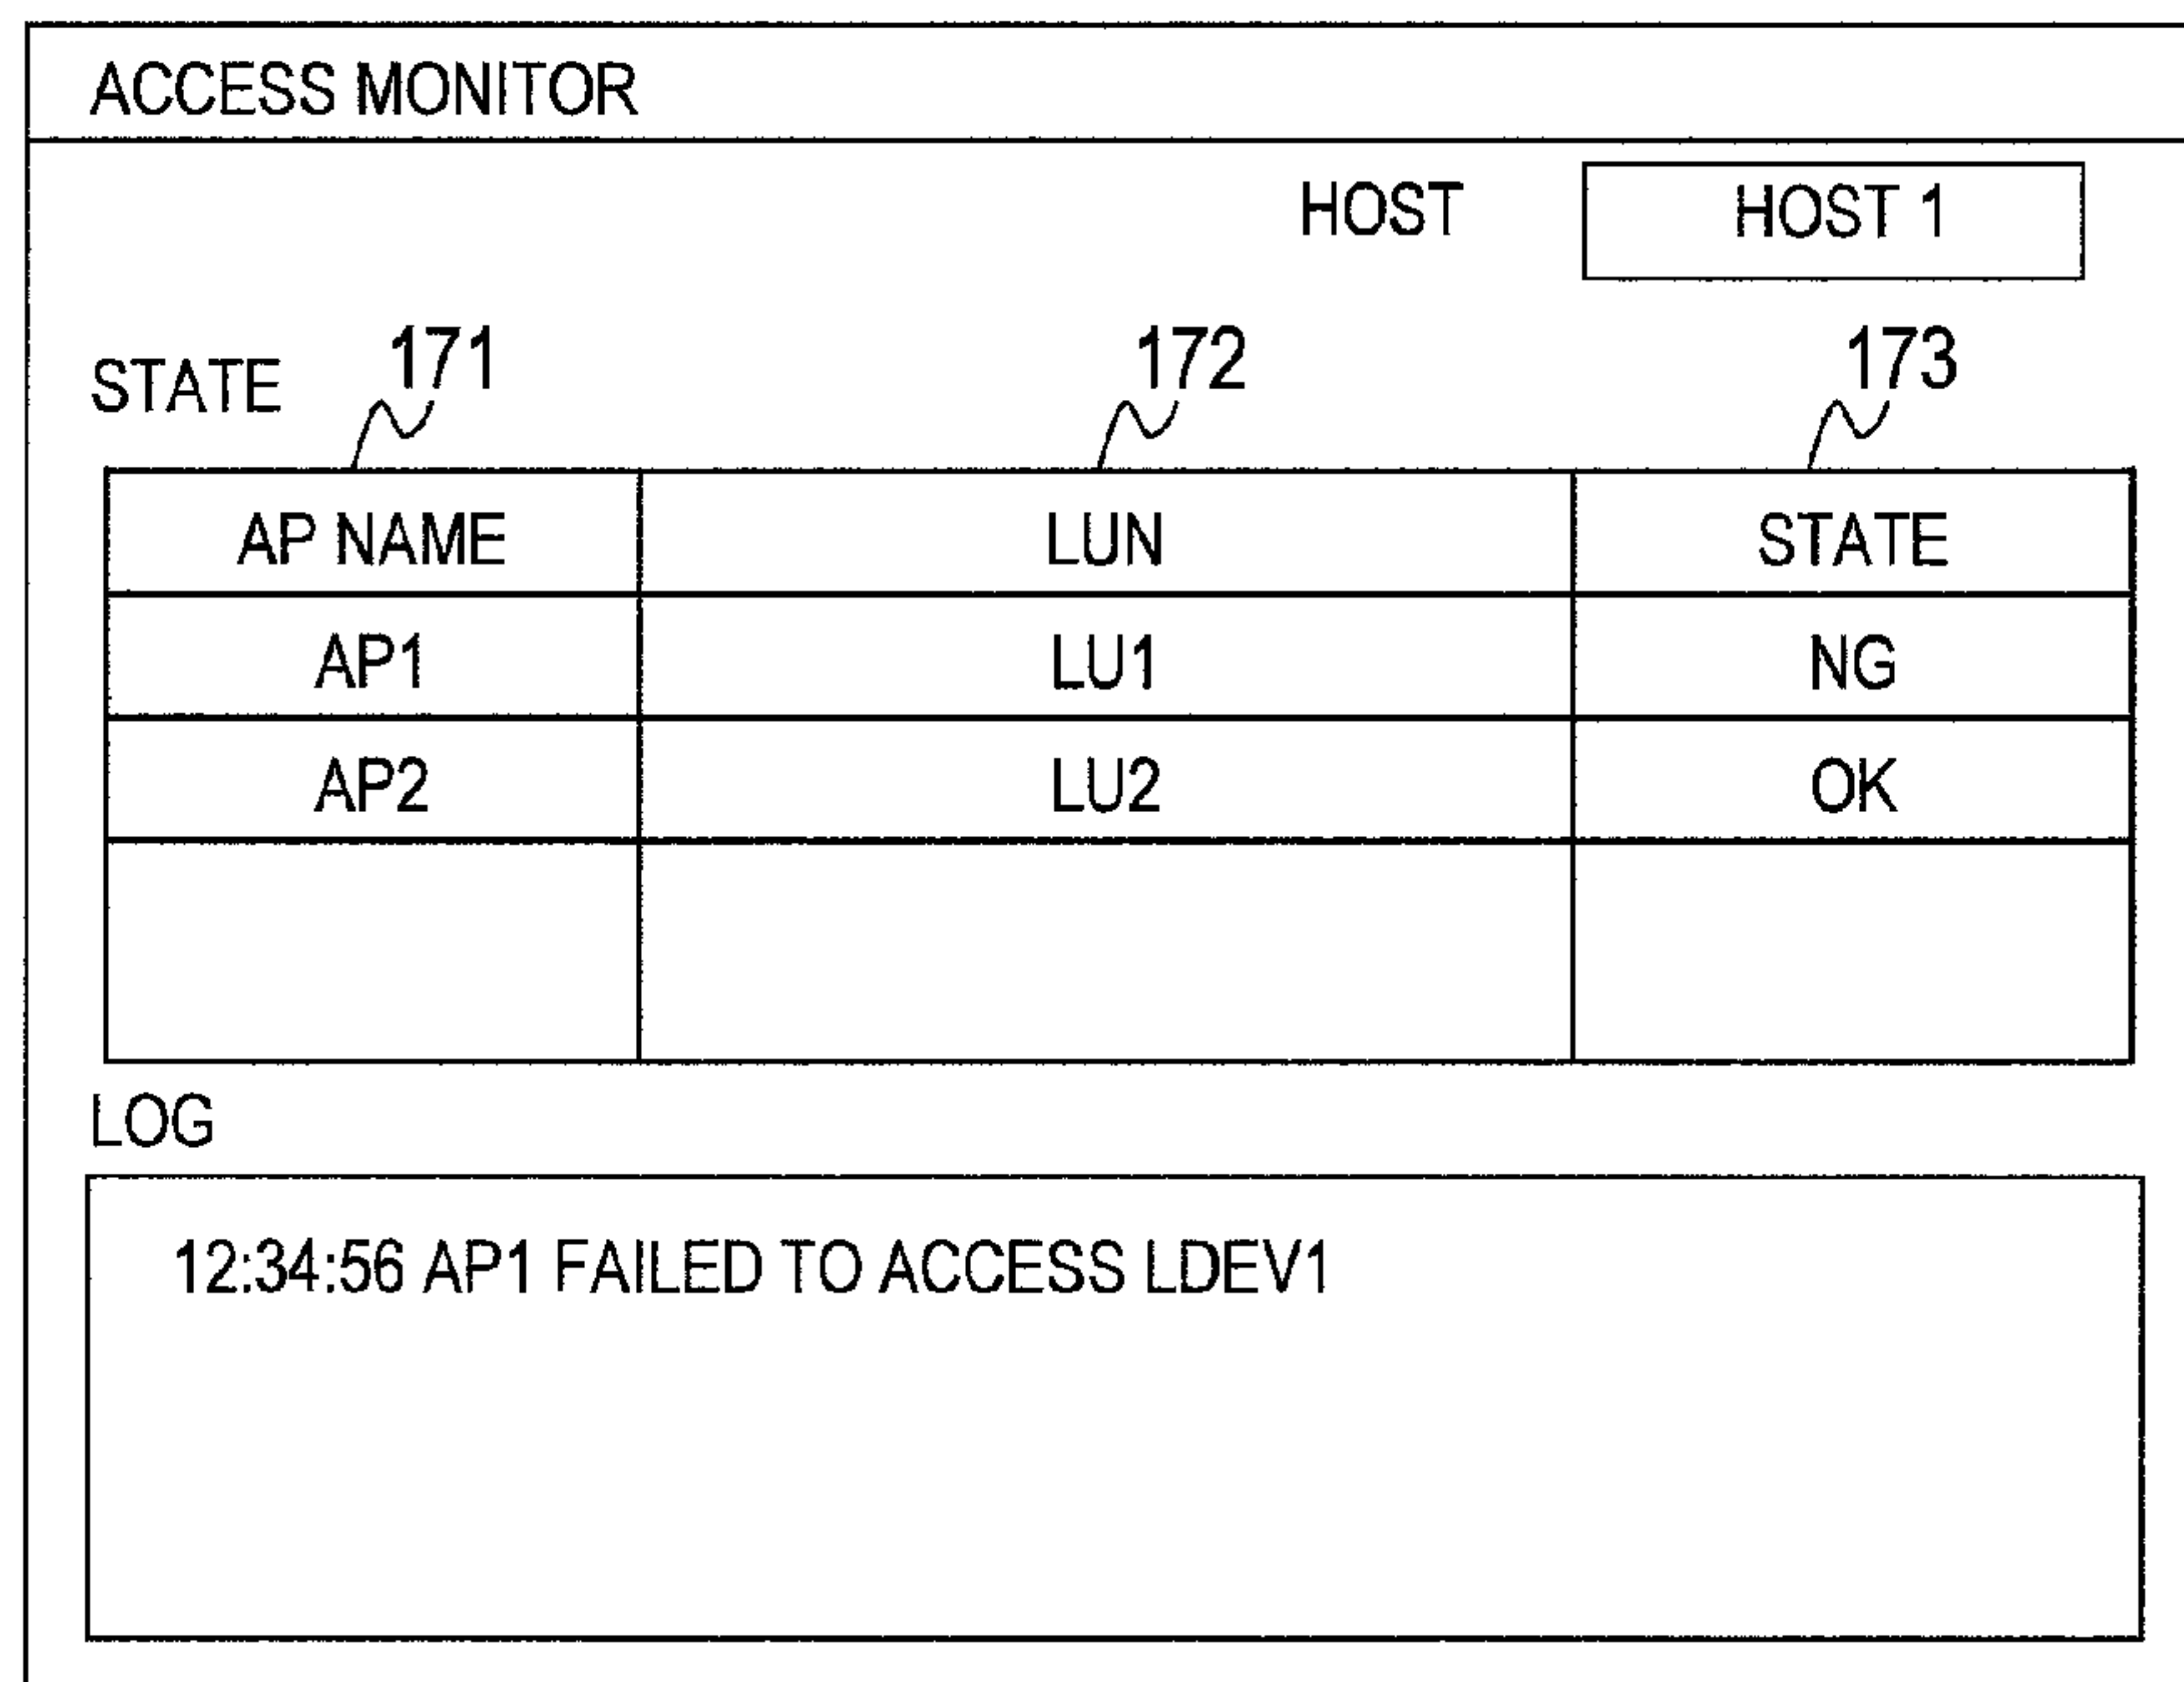 ACCESS MONITOR
HOST HOST 1
STATE 171 172 173
AP NAME LUN STATE
AP1 LU1 NG
AP2 LU2 OK
LOG
12:34:56 AP1 FAILED TO ACCESS LDEV1